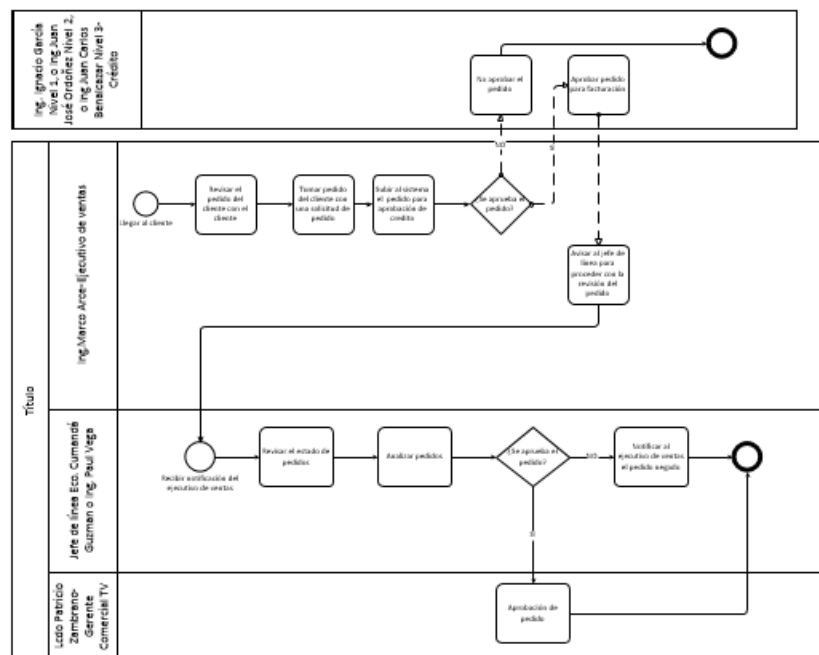 Ing. Ignacio García
Nivel 1, o Ing Juan
José Ordoñez Nivel 2,
o Ing Juan Carlos
Benalcazar Nivel 3-
Crédito
No aprobar el
pedido
Aprobar pedido
para facturación
Título
Ing.Marco Arce-Ejecutivo de ventas
Llegar al cliente
Revisar el
pedido del
cliente con el
cliente
Tomar pedido
del cliente con
una solicitud de
pedido
Subir al sistema
el pedido para
aprobación de
credito
¿Se aprueba el
pedido?
NO
SI
Avisar al jefe de
línea para
proceder con la
revisión del
pedido
Jefe de línea Eco. Cumandá
Guzman o Ing. Paul Vega
Recibir notificación del
ejecutivo de ventas
Revisar el estado de
pedidos
Analizar pedidos
¿Se aprueba el
pedido?
NO
Notificar al
ejecutivo de ventas
el pedido negado
SI
Lcdo Patricio
Zambrano-
Gerente
Comercial TV
Aprobación de
pedido